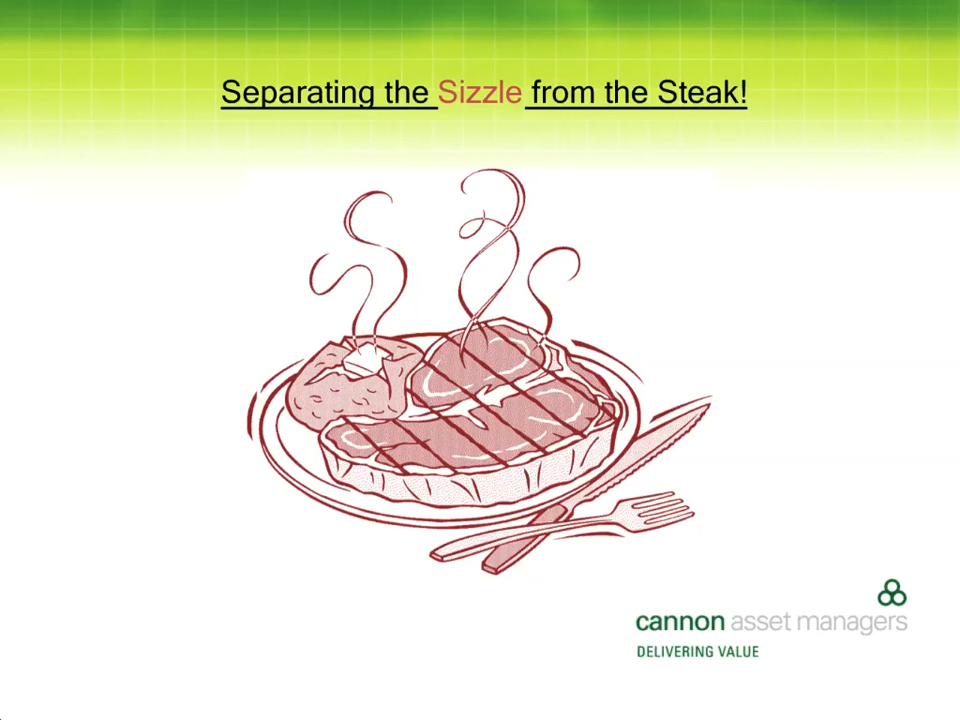 Separating the Sizzle from the Steak!
cannon asset managers
DELIVERING VALUE